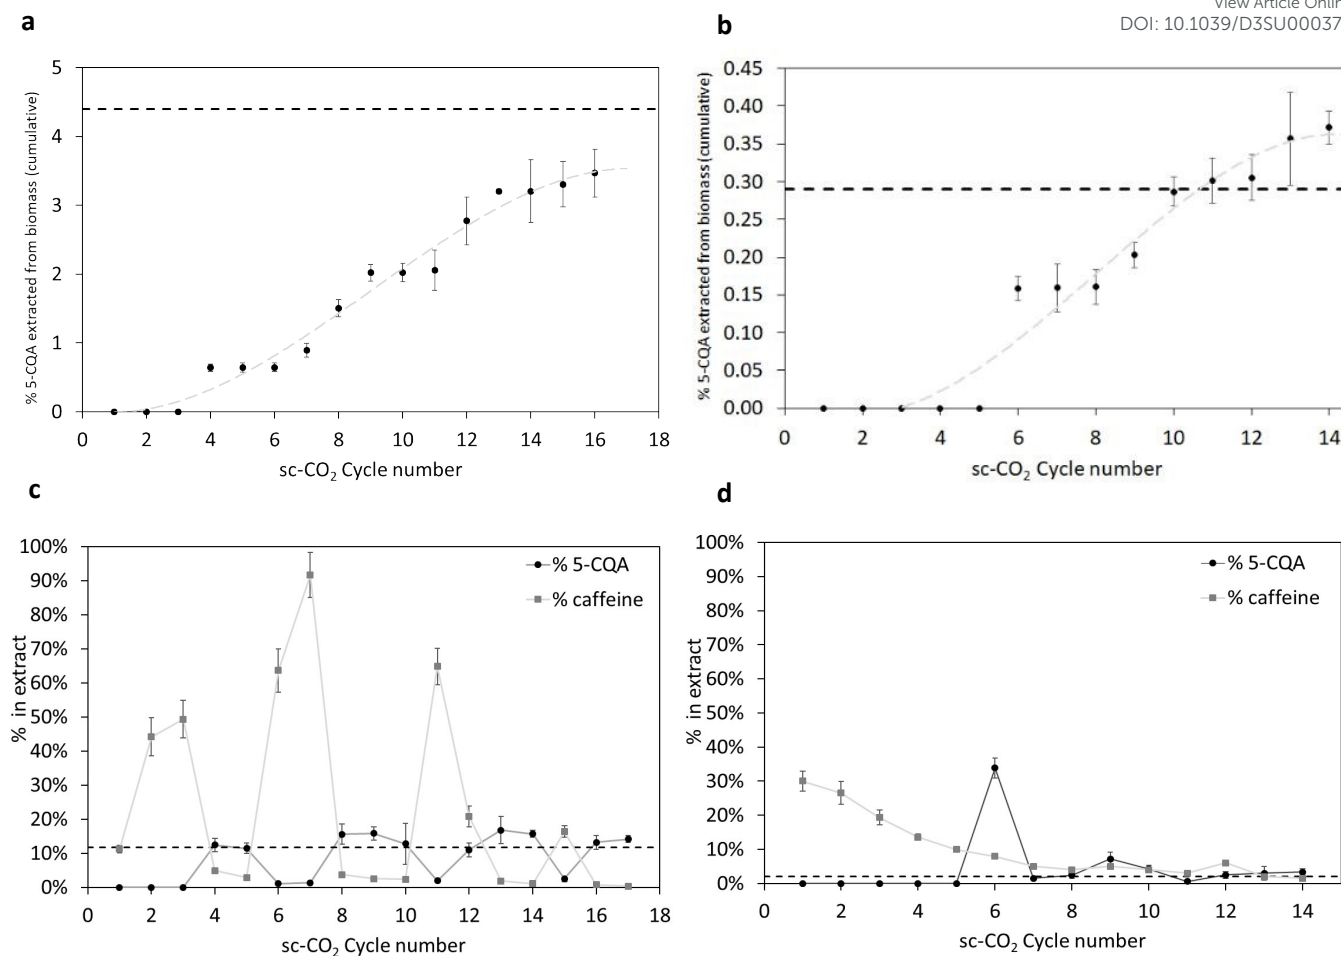 View Article Onlin
DOI: 10.1039/D3SU00037
a
% 5-CQA extracted from biomass (cumulative)
5
4
3
2
1
0
0 2 4 6 8 10 12 14 16 18
sc-CO₂ Cycle number
b
% 5-CQA extracted from biomass (cumulative)
0.45
0.40
0.35
0.30
0.25
0.20
0.15
0.10
0.05
0.00
0 2 4 6 8 10 12 14
sc-CO₂ Cycle number
c
% in extract
100%
90%
80%
70%
60%
50%
40%
30%
20%
10%
0%
% 5-CQA
% caffeine
0 2 4 6 8 10 12 14 16 18
sc-CO₂ Cycle number
d
% in extract
100%
90%
80%
70%
60%
50%
40%
30%
20%
10%
0%
% 5-CQA
% caffeine
0 2 4 6 8 10 12 14
sc-CO₂ Cycle number